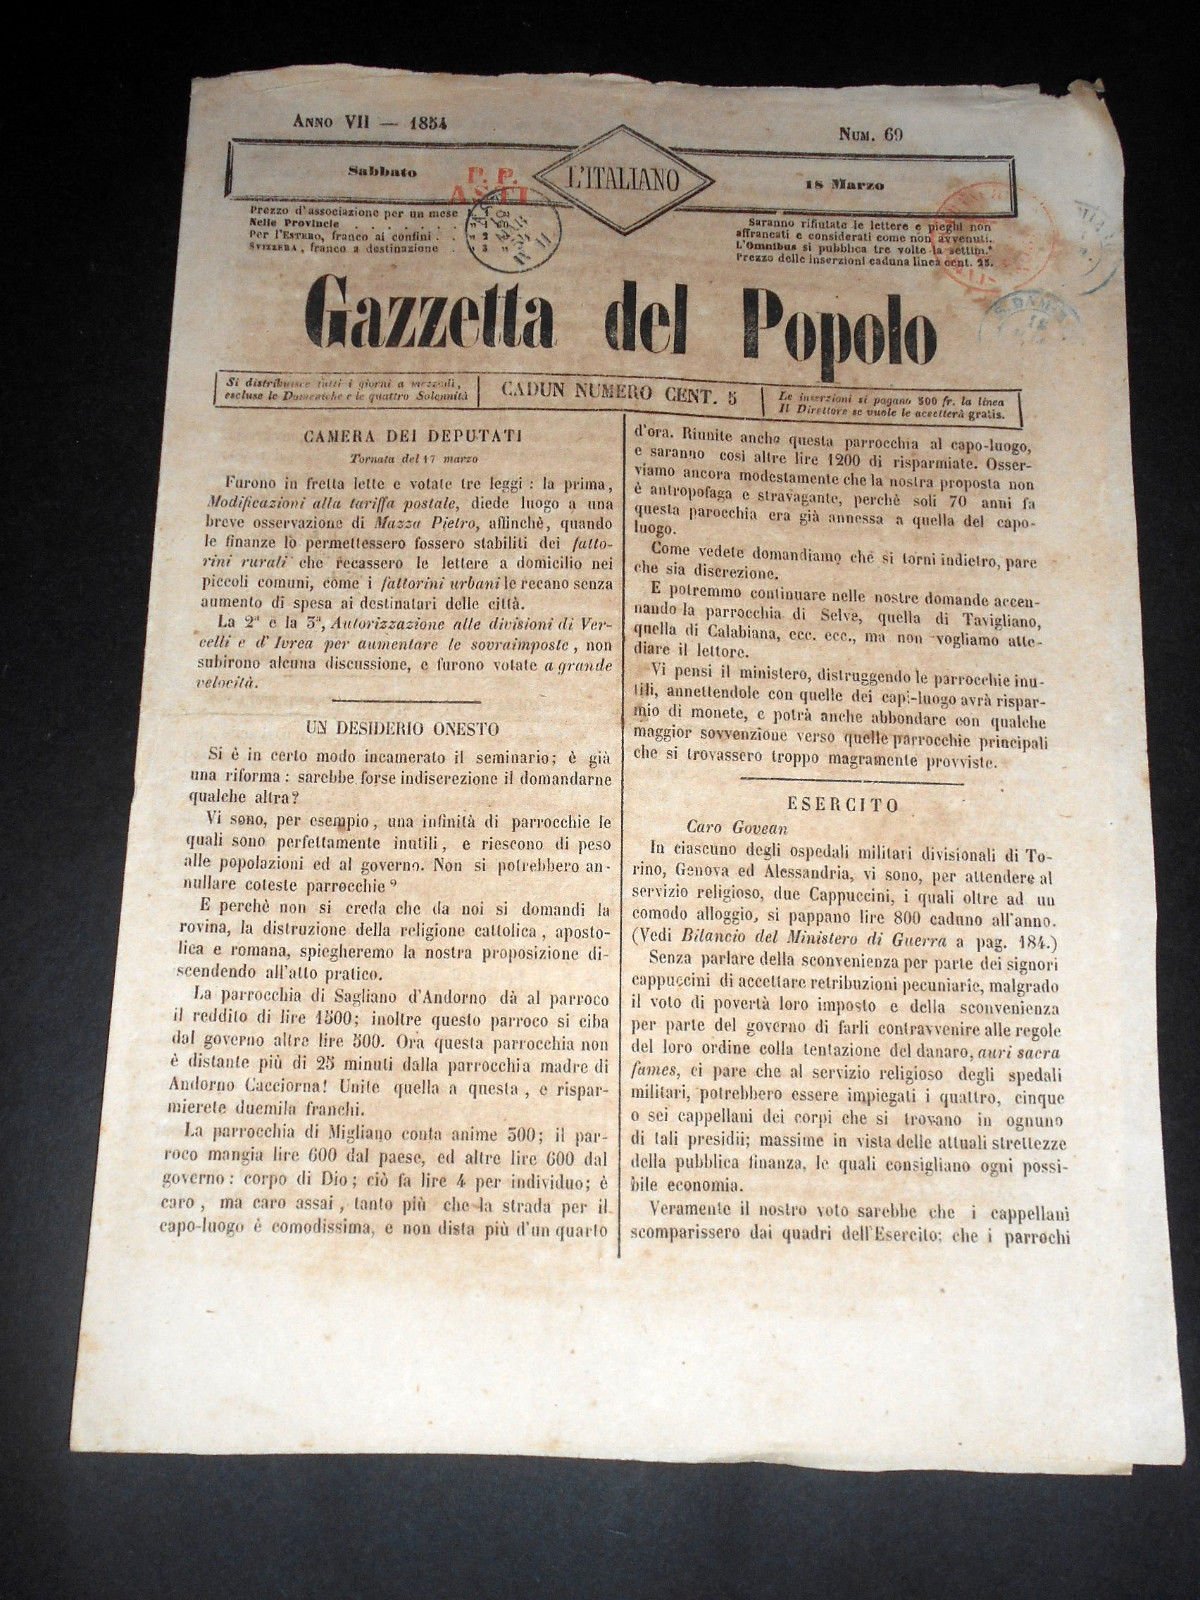 ANNO VII — 1854
NUM. 69
Sabbato
L'ITALIANO
18 Marzo
P. P.
ASTI
Prezzo d'associazione per un mese
Nelle Provincie
Per l'ESTERO, franco ai confini
SVIZZERA, franco a destinazione
Saranno rifiutate le lettere e pieghi non
affrancati e considerati come non avvenuti.
L'Omnibus si pubblica tre volte la settim.ª
Prezzo delle inserzioni caduna linea cent. 25.
Gazzetta del Popolo
Si distribuisce tutti i giorni a mezzodì,
escluse le Domeniche e le quattro Solennità
CADUN NUMERO CENT. 5
Le inserzioni si pagano 300 fr. la linea
Il Direttore se vuole le accetterà gratis.
CAMERA DEI DEPUTATI
Tornata del 17 marzo
Furono in fretta lette e votate tre leggi: la prima,
Modificazioni alla tariffa postale, diede luogo a una
breve osservazione di Mazza Pietro, affinchè, quando
le finanze lo permettessero fossero stabiliti dei fatto-
rini rurali che recassero le lettere a domicilio nei
piccoli comuni, come i fattorini urbani le recano senza
aumento di spesa ai destinatari delle città.
La 2ª e la 3ª, Autorizzazione alle divisioni di Ver-
celli e d'Ivrea per aumentare le sovraimposte, non
subirono alcuna discussione, e furono votate a grande
velocità.
UN DESIDERIO ONESTO
Si è in certo modo incamerato il seminario; è già
una riforma: sarebbe forse indiserezione il domandarne
qualche altra?
Vi sono, per esempio, una infinità di parrocchie le
quali sono perfettamente inutili, e riescono di peso
alle popolazioni ed al governo. Non si potrebbero an-
nullare coteste parrocchie?
E perchè non si creda che da noi si domandi la
rovina, la distruzione della religione cattolica, aposto-
lica e romana, spiegheremo la nostra proposizione di-
scendendo all'atto pratico.
La parrocchia di Sagliano d'Andorno dà al parroco
il reddito di lire 1500; inoltre questo parroco si ciba
dal governo altre lire 500. Ora questa parrocchia non
è distante più di 25 minuti dalla parrocchia madre di
Andorno Cacciorna! Unite quella a questa, e rispar-
mierete duemila franchi.
La parrocchia di Migliano conta anime 300; il par-
roco mangia lire 600 dal paese, ed altre lire 600 dal
governo: corpo di Dio; ciò fa lire 4 per individuo; è
caro, ma caro assai, tanto più che la strada per il
capo-luogo è comodissima, e non dista più d'un quarto
d'ora. Riunite anche questa parrocchia al capo-luogo,
e saranno così altre lire 1200 di risparmiate. Osser-
viamo ancora modestamente che la nostra proposta non
è antropofaga e stravagante, perchè soli 70 anni fa
questa parocchia era già annessa a quella del capo-
luogo.
Come vedete domandiamo che si torni indietro, pare
che sia discrezione.
E potremmo continuare nelle nostre domande accen-
nando la parrocchia di Selve, quella di Tavigliano,
quella di Calabiana, ecc. ecc., ma non vogliamo atte-
diare il lettore.
Vi pensi il ministero, distruggendo le parrocchie inu-
tili, annettendole con quelle dei capi-luogo avrà rispar-
mio di monete, e potrà anche abbondare con qualche
maggior sovvenzione verso quelle parrocchie principali
che si trovassero troppo magramente provviste.
ESERCITO
Caro Govean
In ciascuno degli ospedali militari divisionali di To-
rino, Genova ed Alessandria, vi sono, per attendere al
servizio religioso, due Cappuccini, i quali oltre ad un
comodo alloggio, si pappano lire 800 caduno all'anno.
(Vedi Bilancio del Ministero di Guerra a pag. 184.)
Senza parlare della sconvenienza per parte dei signori
cappuccini di accettare retribuzioni pecuniarie, malgrado
il voto di povertà loro imposto e della sconvenienza
per parte del governo di farli contravvenire alle regole
del loro ordine colla tentazione del danaro, auri sacra
fames, ci pare che al servizio religioso degli spedali
militari, potrebbero essere impiegati i quattro, cinque
o sei cappellani dei corpi che si trovano in ognuno
di tali presidii; massime in vista delle attuali strettezze
della pubblica finanza, le quali consigliano ogni possi-
bile economia.
Veramente il nostro voto sarebbe che i cappellani
scomparissero dai quadri dell'Esercito; che i parrochi